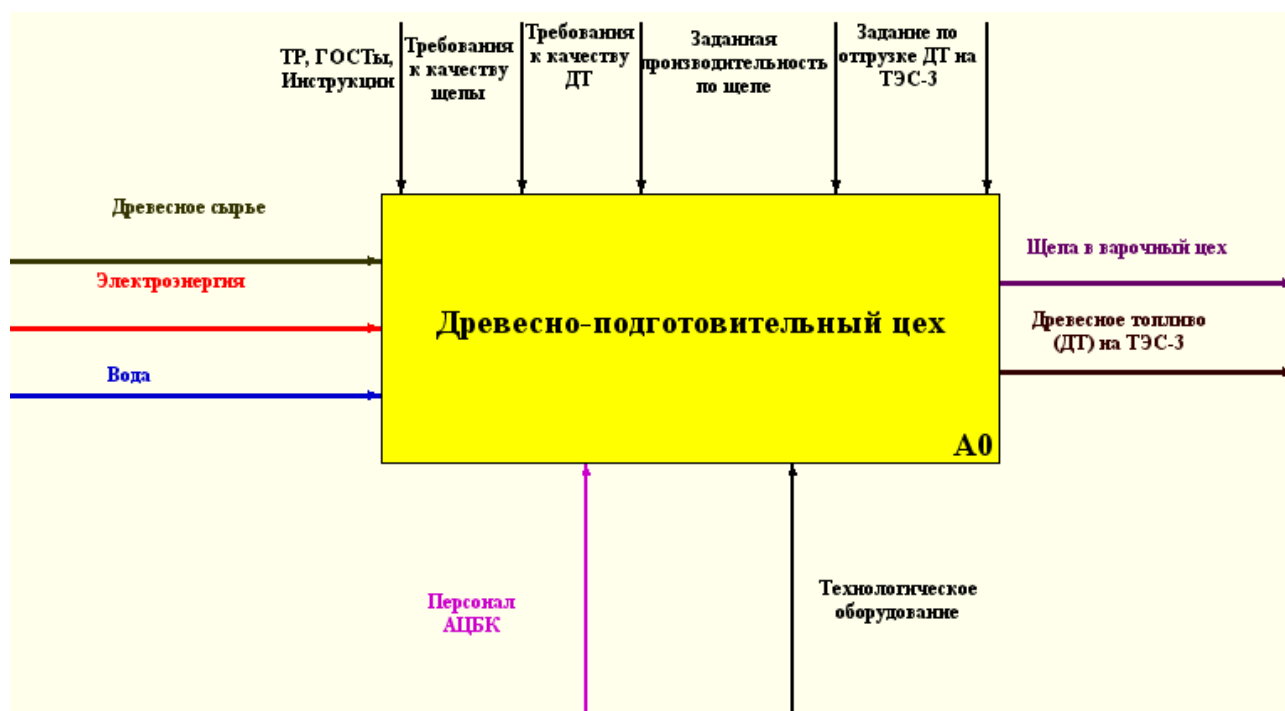 ТР, ГОСТы,
Инструкции
Требования
к качеству
щепы
Требования
к качеству
ДТ
Заданная
производительность
по щепе
Задание по
отгрузке ДТ на
ТЭС-3
Древесное сырье
Электроэнергия
Вода
Древесно-подготовительный цех
А0
Щепа в варочный цех
Древесное топливо
(ДТ) на ТЭС-3
Персонал
АЦБК
Технологическое
оборудование